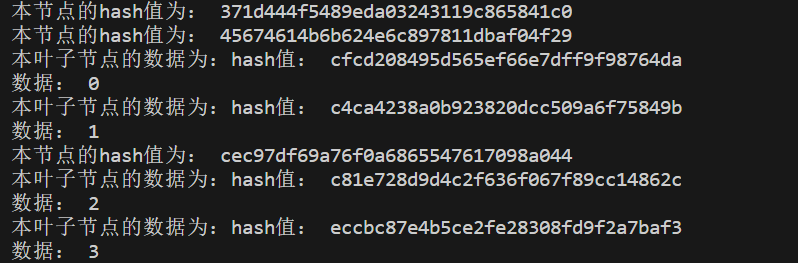 本节点的hash值为： 371d444f5489eda03243119c865841c0
本节点的hash值为： 45674614b6b624e6c897811dbaf04f29
本叶子节点的数据为：hash值： cfcd208495d565ef66e7dff9f98764da
数据： 0
本叶子节点的数据为：hash值： c4ca4238a0b923820dcc509a6f75849b
数据： 1
本节点的hash值为： cec97df69a76f0a6865547617098a044
本叶子节点的数据为：hash值： c81e728d9d4c2f636f067f89cc14862c
数据： 2
本叶子节点的数据为：hash值： eccbc87e4b5ce2fe28308fd9f2a7baf3
数据： 3